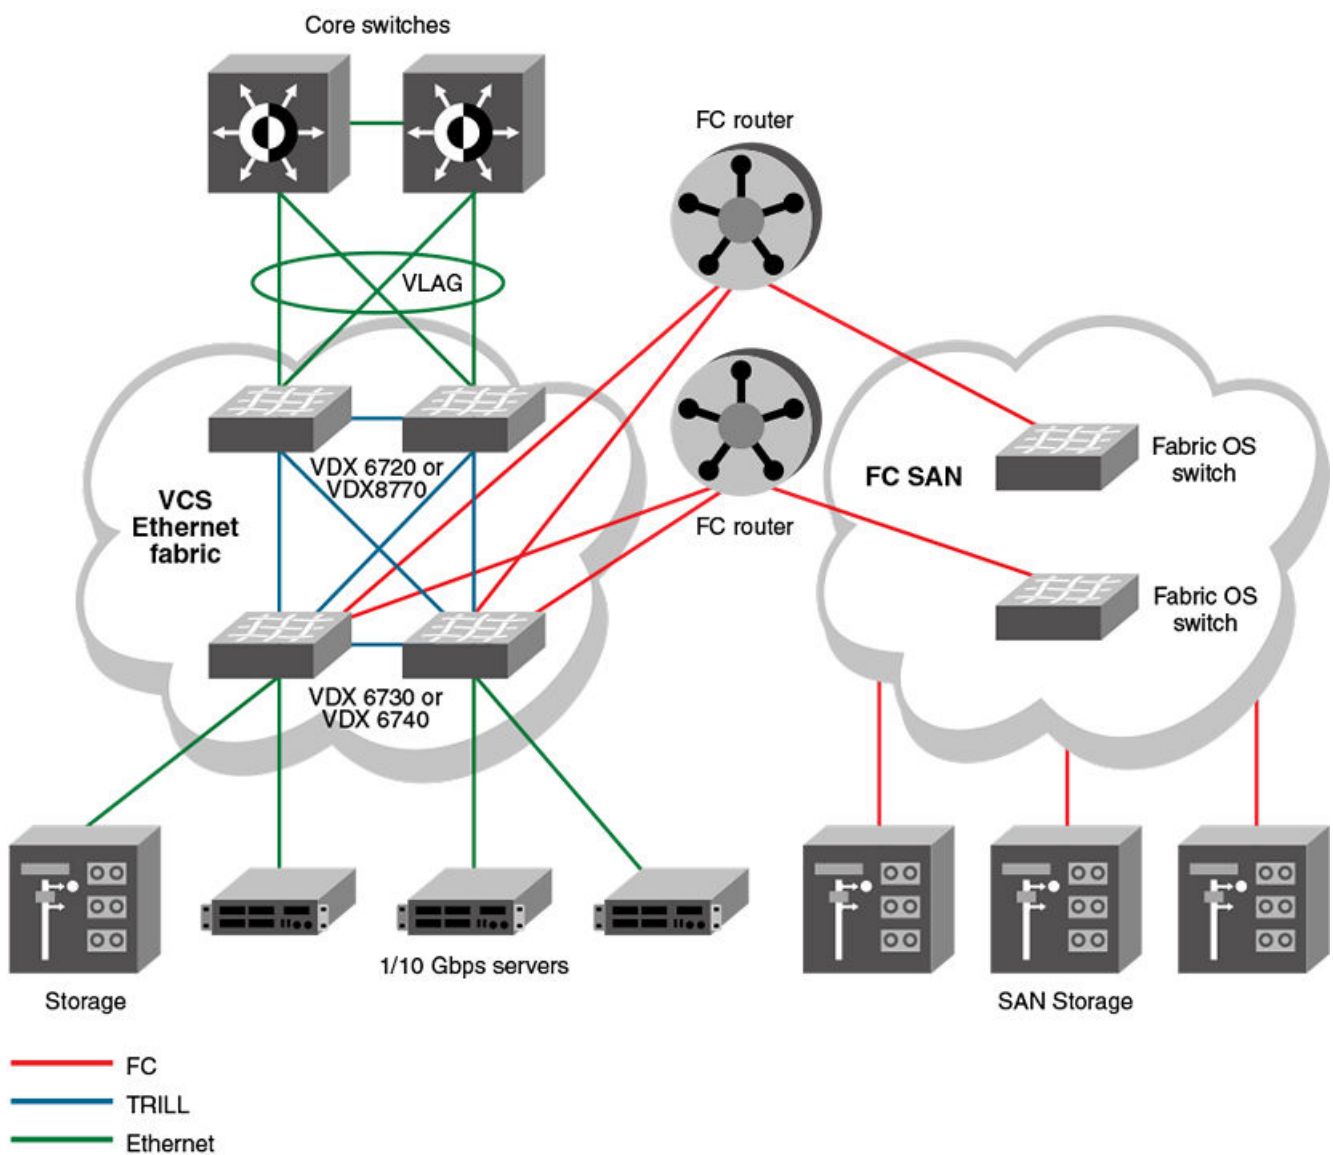 Core switches
FC router
VLAG
VDX 6720 or
VDX8770
VCS
Ethernet
fabric
FC router
FC SAN
Fabric OS
switch
Fabric OS
switch
VDX 6730 or
VDX 6740
1/10 Gbps servers
Storage
SAN Storage
FC
TRILL
Ethernet